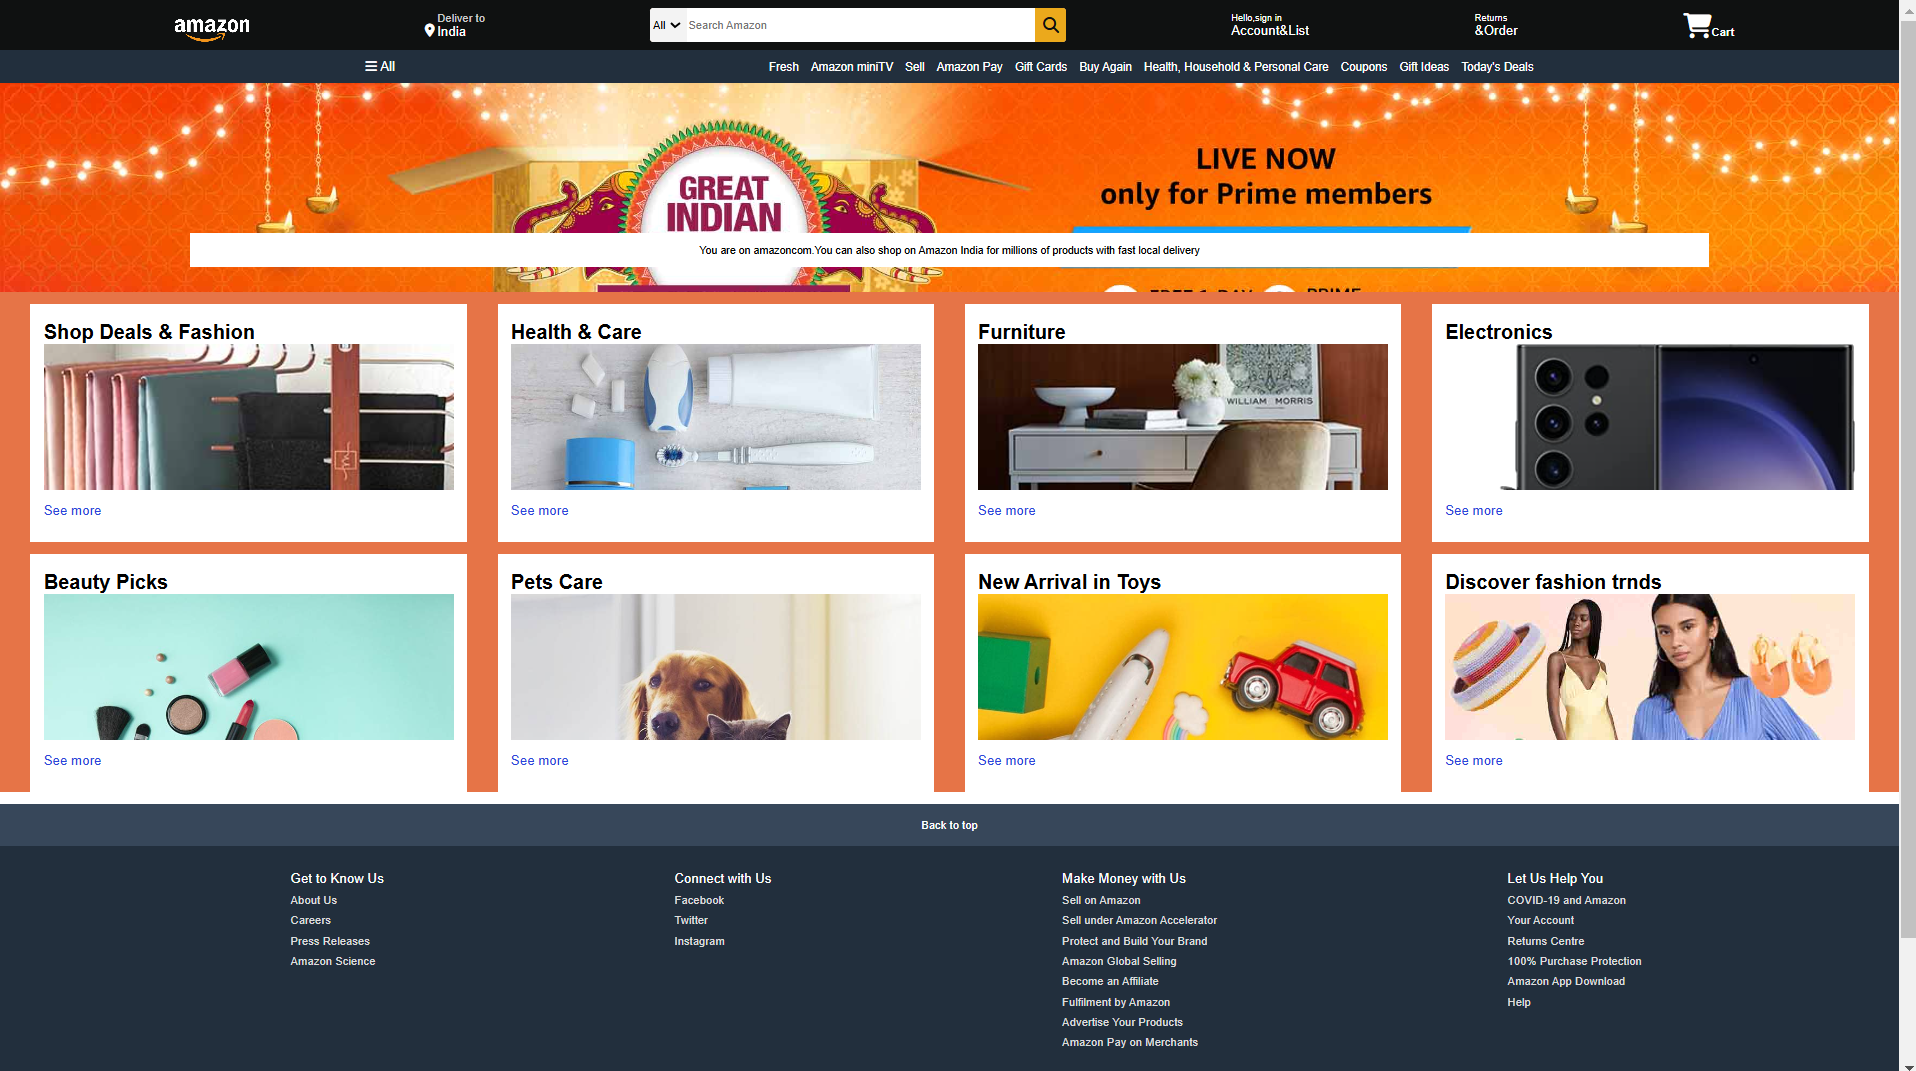 amazon
Deliver to
India
All
Search Amazon
Hello,sign in
Account&List
Returns
&Order
Cart
All
Fresh Amazon miniTV Sell Amazon Pay Gift Cards Buy Again Health, Household & Personal Care Coupons Gift Ideas Today's Deals
GREAT
INDIAN
LIVE NOW
only for Prime members
You are on amazoncom.You can also shop on Amazon India for millions of products with fast local delivery
FREE 1-DAY
PRIME
Shop Deals & Fashion
Health & Care
Furniture
Electronics
WILLIAM MORRIS
See more
See more
See more
See more
Beauty Picks
Pets Care
New Arrival in Toys
Discover fashion trnds
See more
See more
See more
See more
Back to top
Get to Know Us
About Us
Careers
Press Releases
Amazon Science
Connect with Us
Facebook
Twitter
Instagram
Make Money with Us
Sell on Amazon
Sell under Amazon Accelerator
Protect and Build Your Brand
Amazon Global Selling
Become an Affiliate
Fulfilment by Amazon
Advertise Your Products
Amazon Pay on Merchants
Let Us Help You
COVID-19 and Amazon
Your Account
Returns Centre
100% Purchase Protection
Amazon App Download
Help